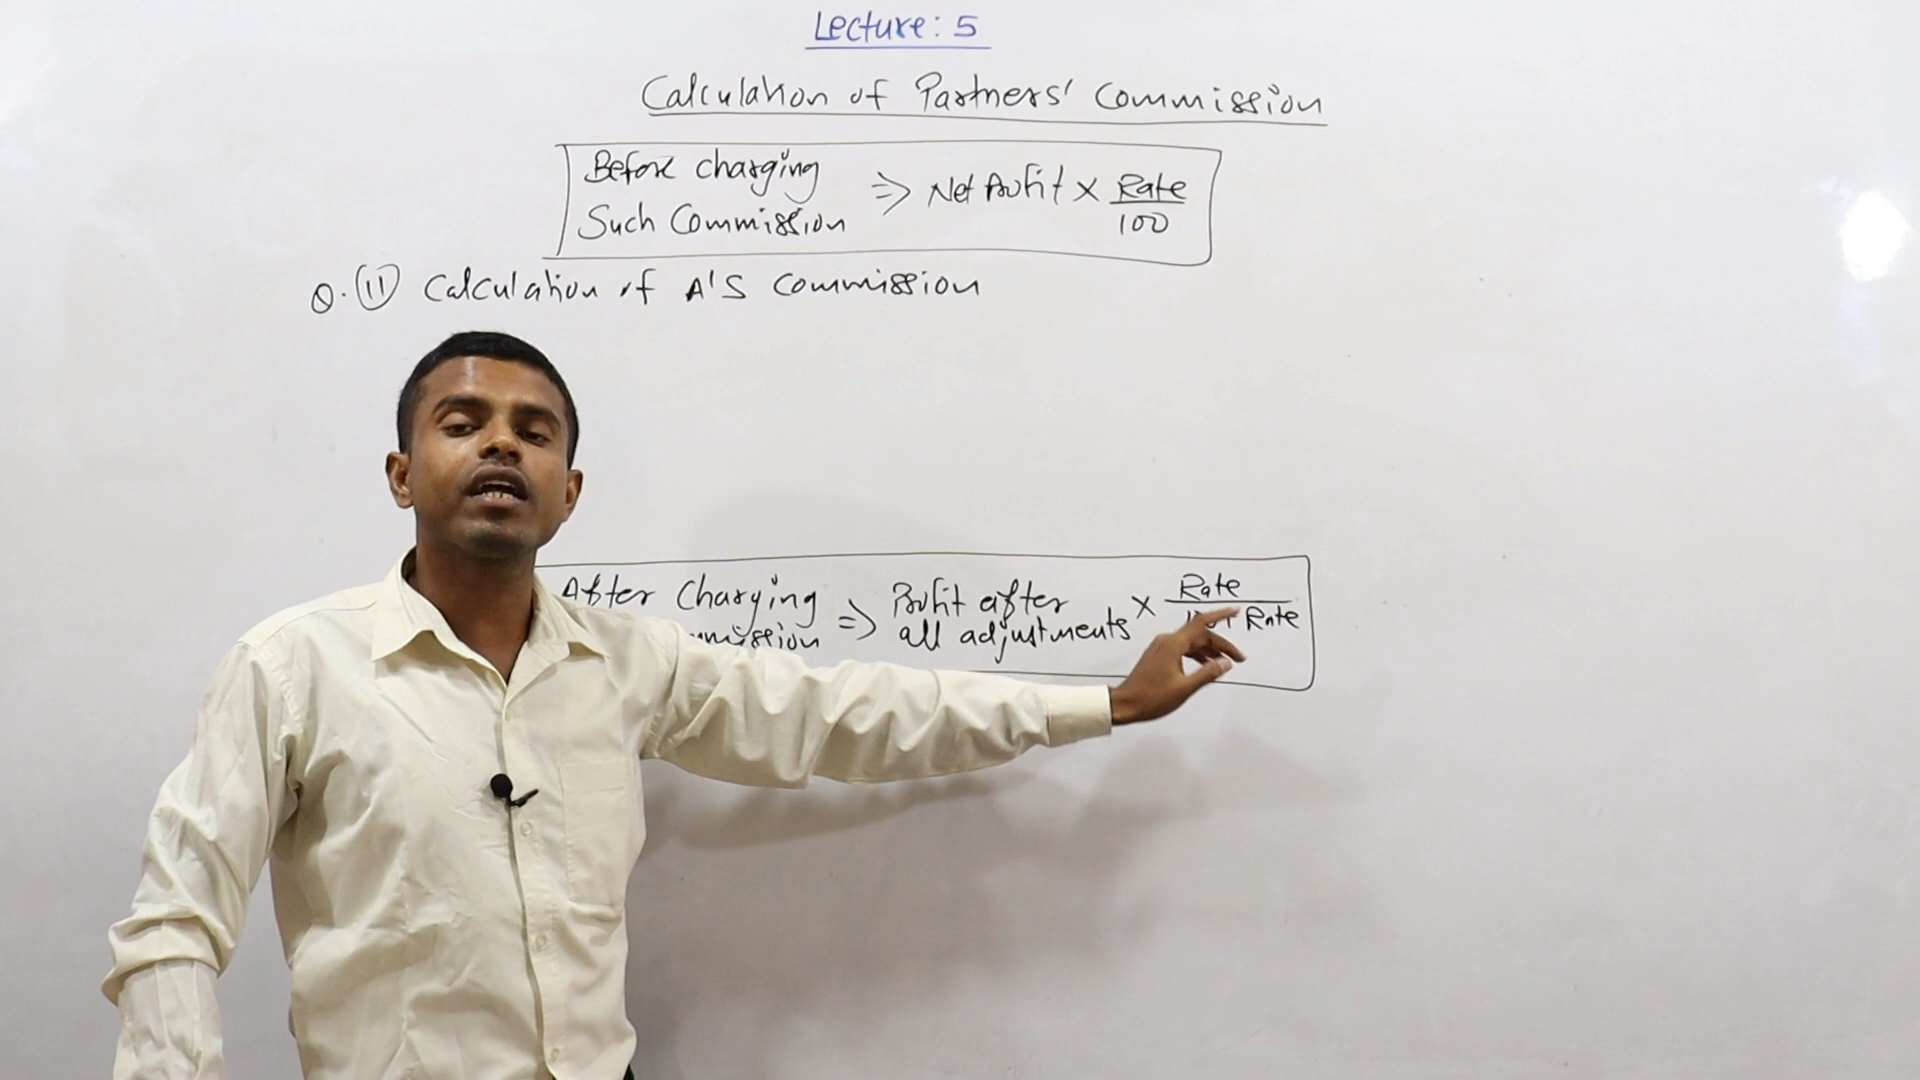 Lecture: 5
Calculation of Partners' Commission
Before charging
Such Commission ⇒ Net Profit × Rate/100
Q. 11 Calculation of A's Commission
After Charging ⇒ Profit after all adjustments × Rate
Rate